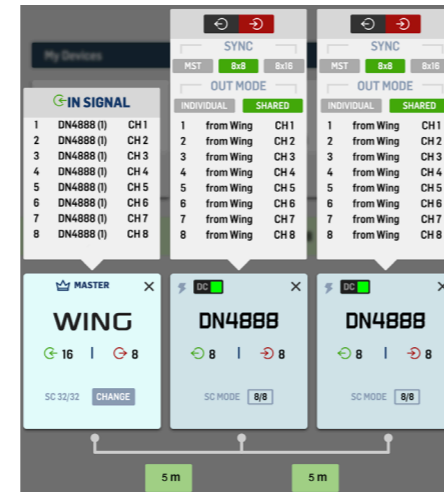 My Devices
IN SIGNAL
1 DN4888 (1) CH 1
2 DN4888 (1) CH 2
3 DN4888 (1) CH 3
4 DN4888 (1) CH 4
5 DN4888 (1) CH 5
6 DN4888 (1) CH 6
7 DN4888 (1) CH 7
8 DN4888 (1) CH 8
SYNC
MST 8x8 8x16
OUT MODE
INDIVIDUAL SHARED
1 from Wing CH 1
2 from Wing CH 2
3 from Wing CH 3
4 from Wing CH 4
5 from Wing CH 5
6 from Wing CH 6
7 from Wing CH 7
8 from Wing CH 8
SYNC
MST 8x8 8x16
OUT MODE
INDIVIDUAL SHARED
1 from Wing CH 1
2 from Wing CH 2
3 from Wing CH 3
4 from Wing CH 4
5 from Wing CH 5
6 from Wing CH 6
7 from Wing CH 7
8 from Wing CH 8
MASTER ×
WING
16 | 8
SC 32/32 CHANGE
DC ×
DN4888
8 | 8
SC MODE 8/8
DC ×
DN4888
8 | 8
SC MODE 8/8
5 m
5 m